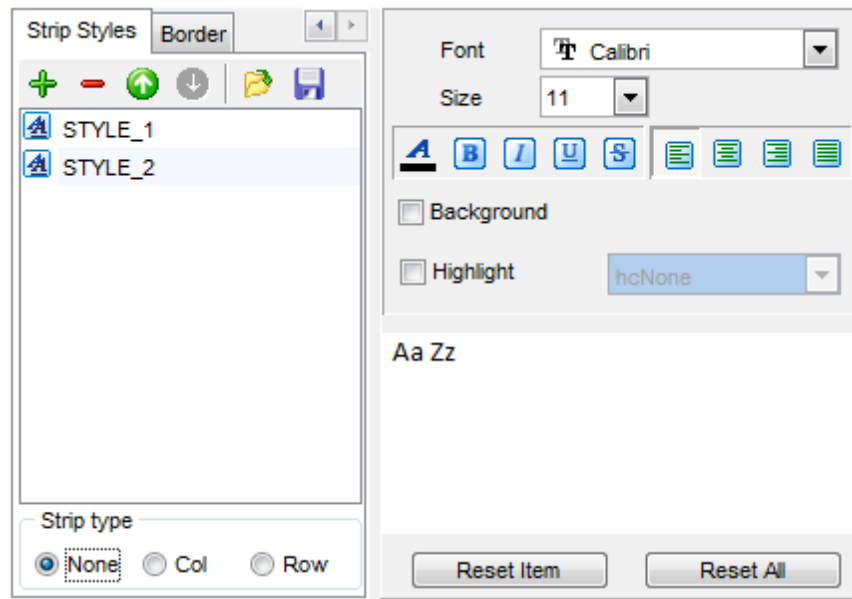 Strip Styles Border
STYLE_1
STYLE_2
Strip type
None Col Row
Font Calibri
Size 11
A B I U S
Background
Highlight hcNone
Aa Zz
Reset Item Reset All